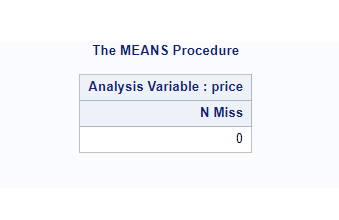 The MEANS Procedure
Analysis Variable : price
N Miss
0